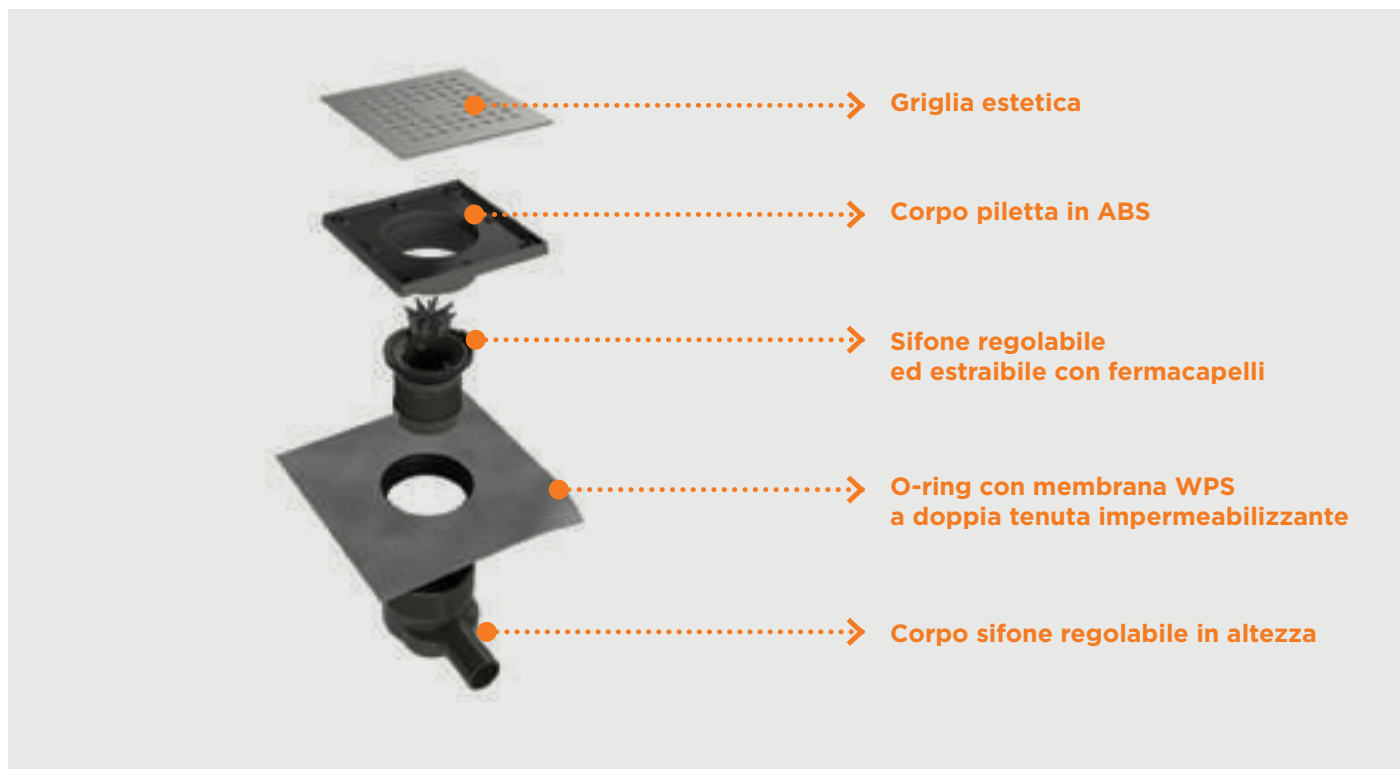 Griglia estetica
Corpo piletta in ABS
Sifone regolabile
ed estraibile con fermacapelli
O-ring con membrana WPS
a doppia tenuta impermeabilizzante
Corpo sifone regolabile in altezza